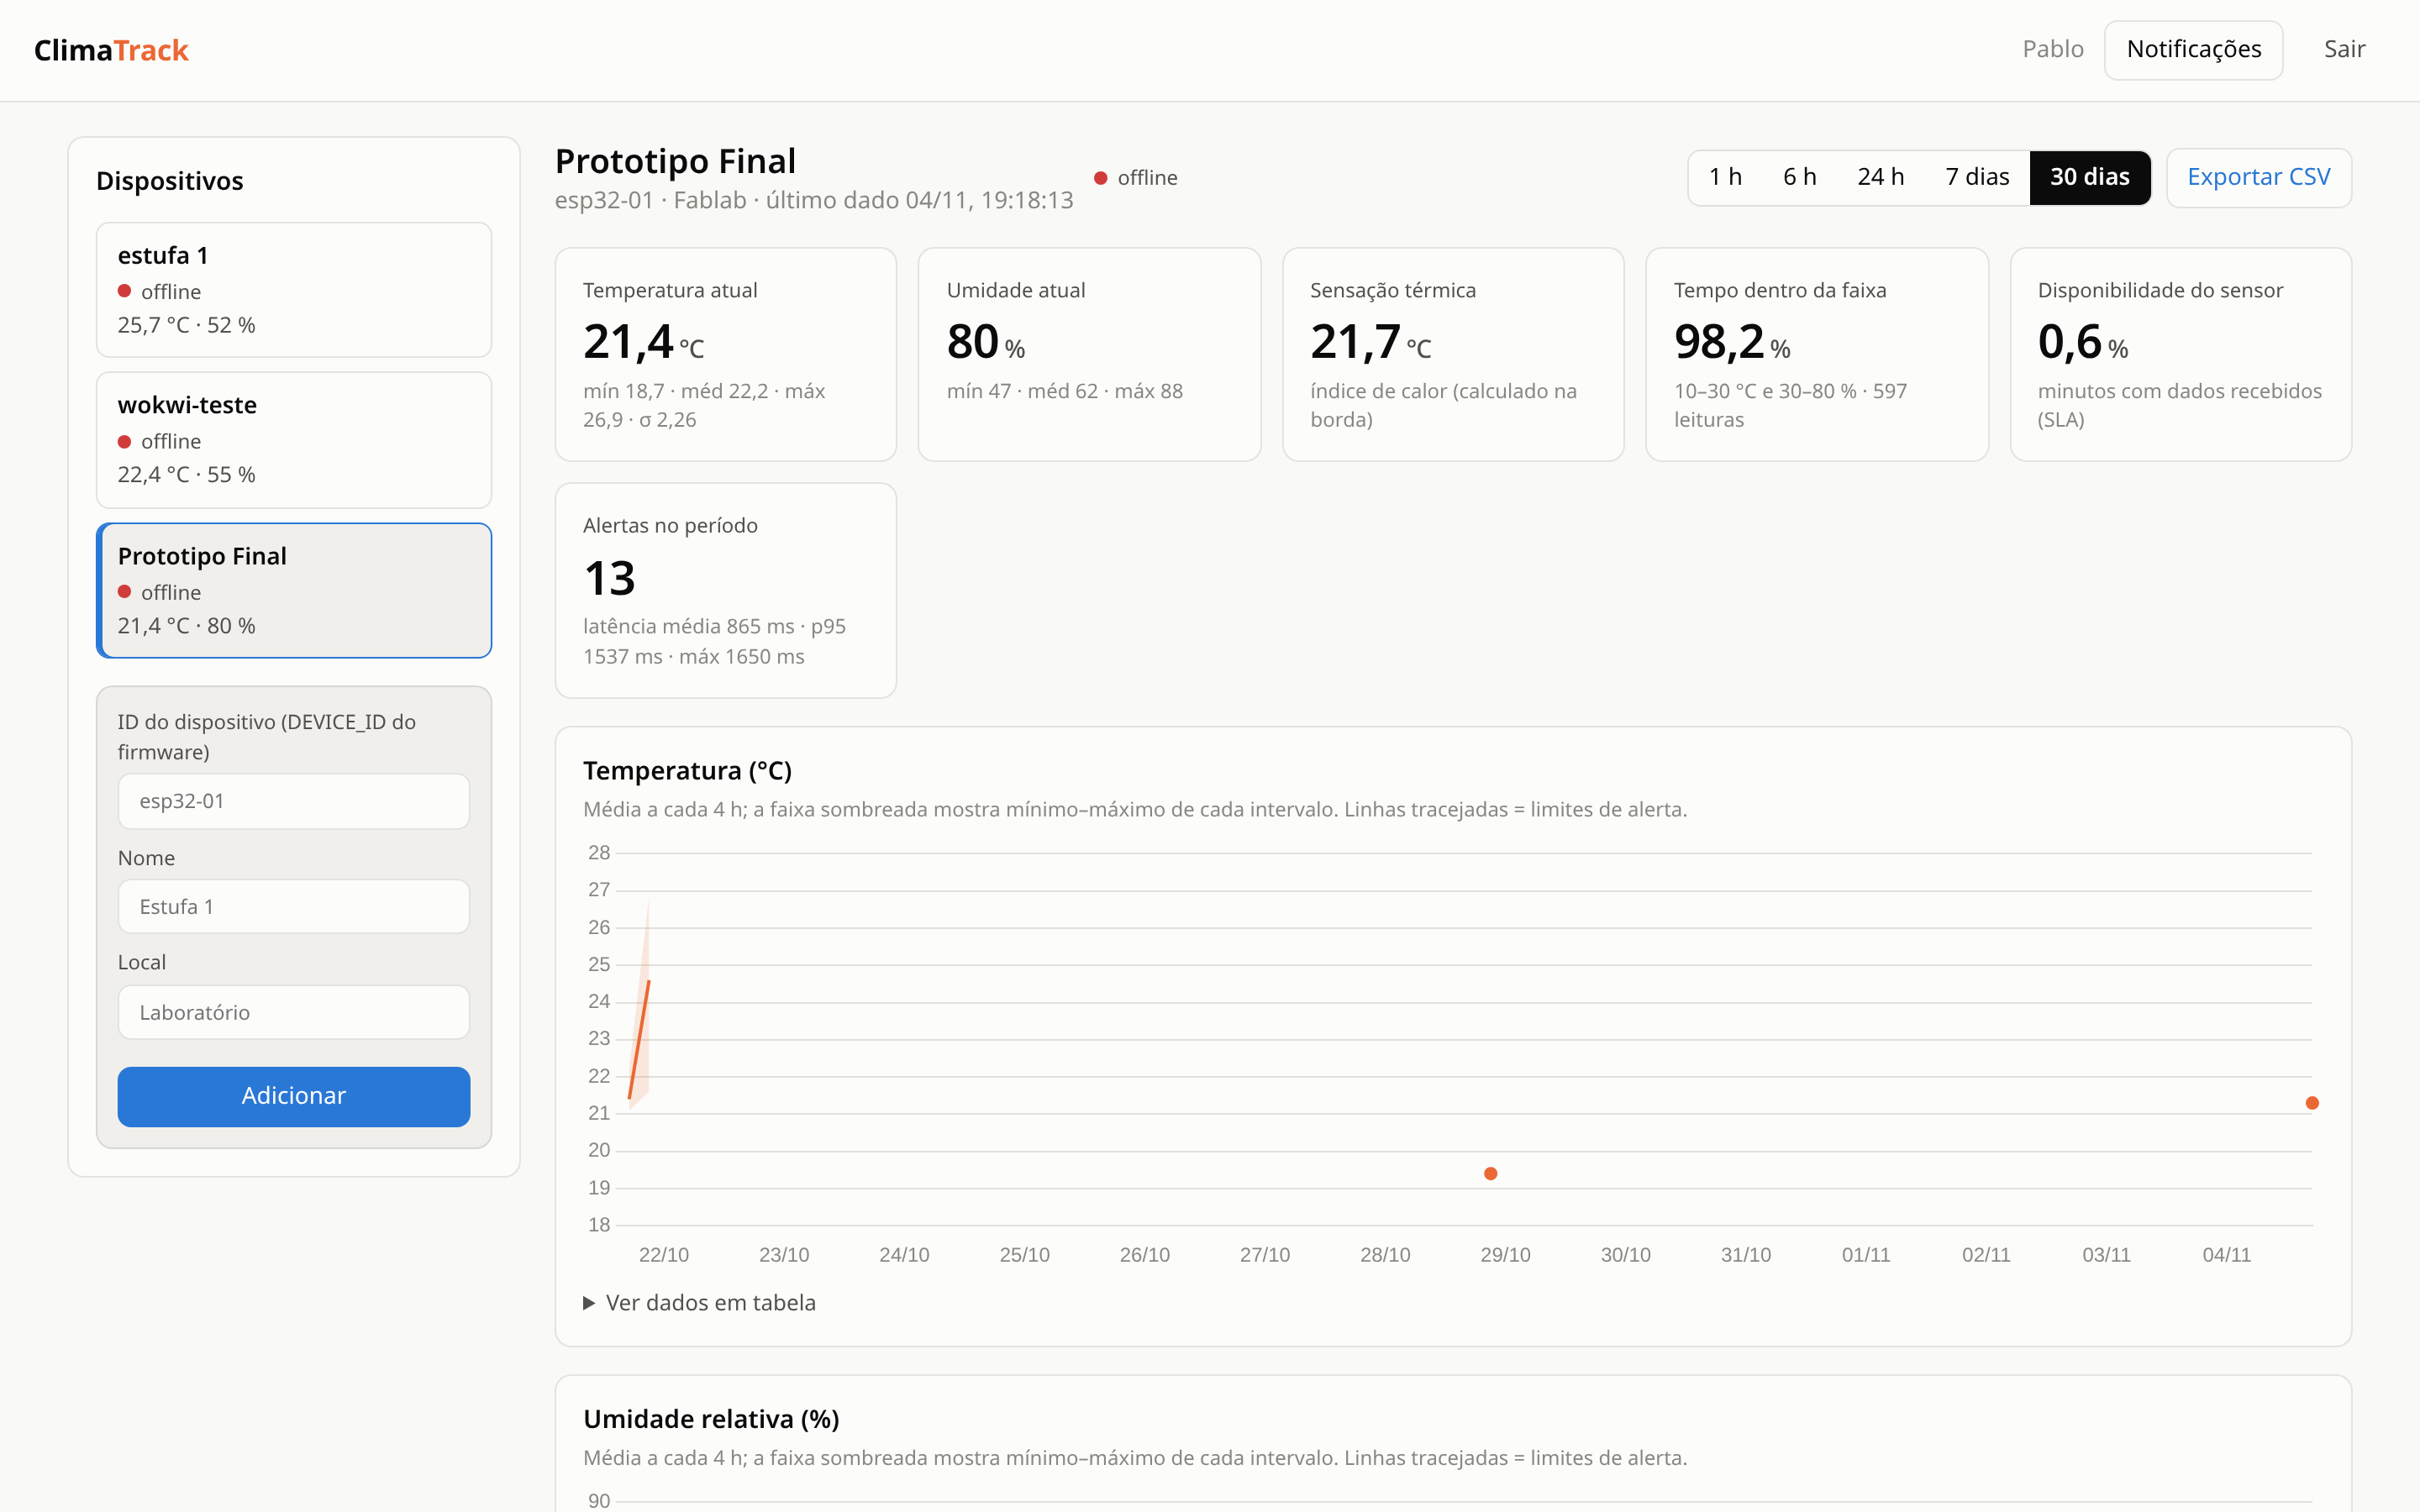 ClimaTrack
Pablo
Notificações
Sair
Dispositivos
estufa 1
offline
25,7 °C · 52 %
wokwi-teste
offline
22,4 °C · 55 %
Prototipo Final
offline
21,4 °C · 80 %
ID do dispositivo (DEVICE_ID do
firmware)
esp32-01
Nome
Estufa 1
Local
Laboratório
Adicionar
Prototipo Final
esp32-01 · Fablab · último dado 04/11, 19:18:13
offline
1 h
6 h
24 h
7 dias
30 dias
Exportar CSV
Temperatura atual
21,4 °C
mín 18,7 · méd 22,2 · máx
26,9 · σ 2,26
Umidade atual
80 %
mín 47 · méd 62 · máx 88
Sensação térmica
21,7 °C
índice de calor (calculado na
borda)
Tempo dentro da faixa
98,2 %
10–30 °C e 30–80 % · 597
leituras
Disponibilidade do sensor
0,6 %
minutos com dados recebidos
(SLA)
Alertas no período
13
latência média 865 ms · p95
1537 ms · máx 1650 ms
Temperatura (°C)
Média a cada 4 h; a faixa sombreada mostra mínimo–máximo de cada intervalo. Linhas tracejadas = limites de alerta.
28
27
26
25
24
23
22
21
20
19
18
22/10 23/10 24/10 25/10 26/10 27/10 28/10 29/10 30/10 31/10 01/11 02/11 03/11 04/11
Ver dados em tabela
Umidade relativa (%)
Média a cada 4 h; a faixa sombreada mostra mínimo–máximo de cada intervalo. Linhas tracejadas = limites de alerta.
90